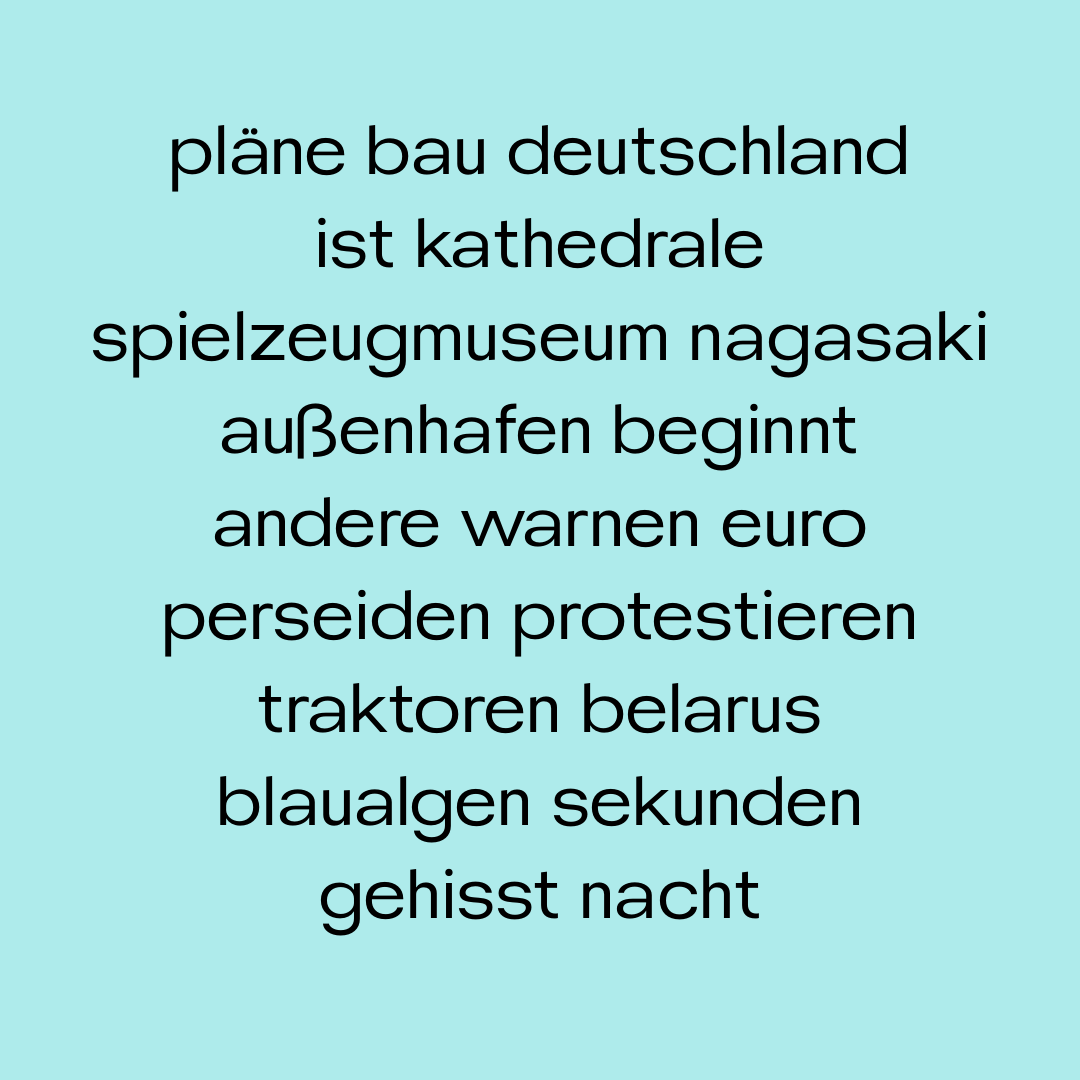 pläne bau deutschland
ist kathedrale
spielzeugmuseum nagasaki
außenhafen beginnt
andere warnen euro
perseiden protestieren
traktoren belarus
blaualgen sekunden
gehisst nacht